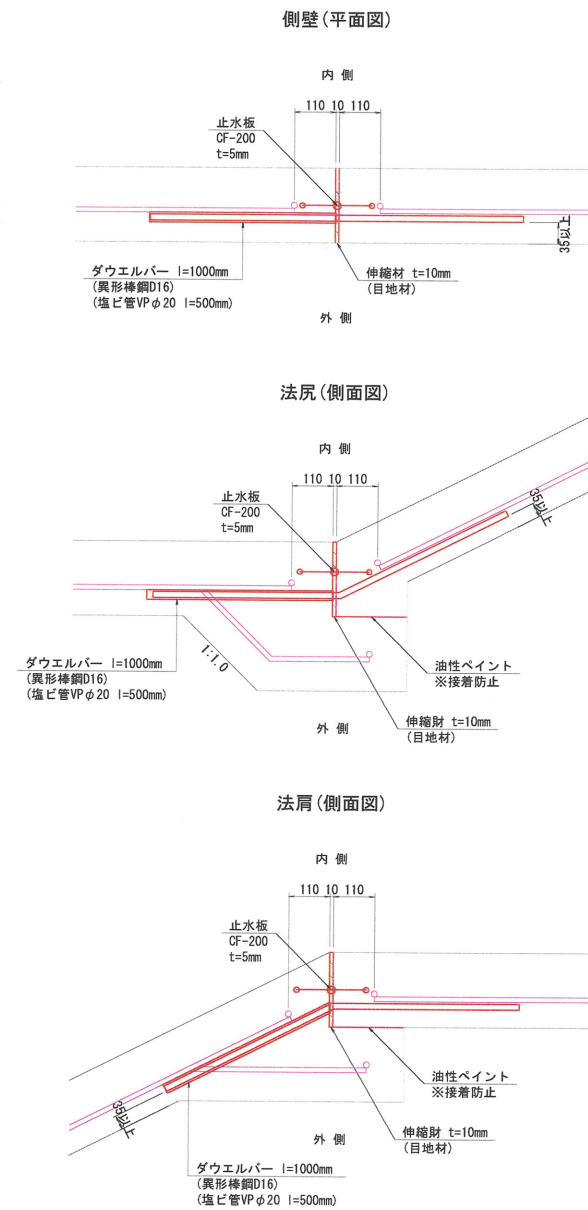 側壁(平面図)
内 側
110 10 110
止水板
CF-200
t=5mm
35以上
ダウエルバー l=1000mm
(異形棒鋼D16)
(塩ビ管VPφ20 l=500mm)
伸縮材 t=10mm
(目地材)
外 側
法尻(側面図)
内 側
110 10 110
止水板
CF-200
t=5mm
35以上
1:1.0
ダウエルバー l=1000mm
(異形棒鋼D16)
(塩ビ管VPφ20 l=500mm)
油性ペイント
※接着防止
伸縮財 t=10mm
(目地材)
外 側
法肩(側面図)
内 側
110 10 110
止水板
CF-200
t=5mm
油性ペイント
※接着防止
35以上
伸縮財 t=10mm
(目地材)
外 側
ダウエルバー l=1000mm
(異形棒鋼D16)
(塩ビ管VPφ20 l=500mm)